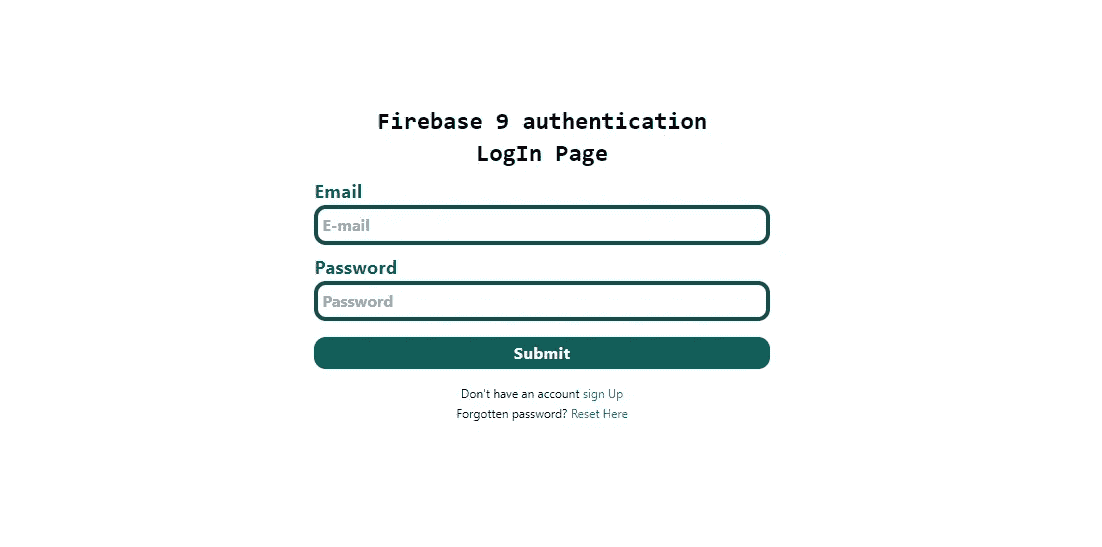 Firebase 9 authentication
LogIn Page
Email
E-mail
Password
Password
Submit
Don't have an account sign Up
Forgotten password? Reset Here